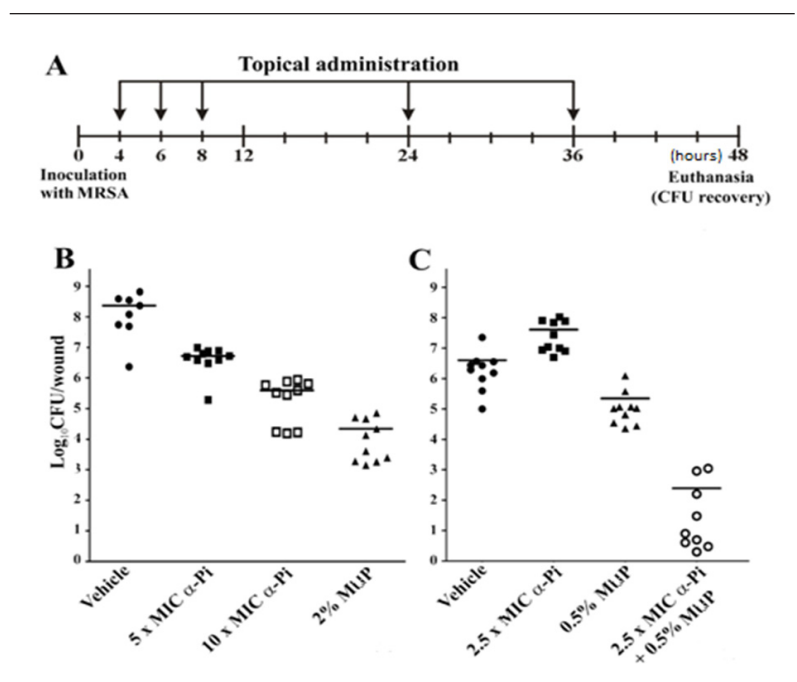 A
Topical administration
0 4 6 8 12 24 36 (hours) 48
Inoculation
with MRSA
Euthanasia
(CFU recovery)
B
Log10CFU/wound
9
8
7
6
5
4
3
2
1
0
Vehicle
5 x MIC α-Pi
10 x MIC α-Pi
2% MUP
C
9
8
7
6
5
4
3
2
1
0
Vehicle
2.5 x MIC α-Pi
0.5% MUP
2.5 x MIC α-Pi
+ 0.5% MUP